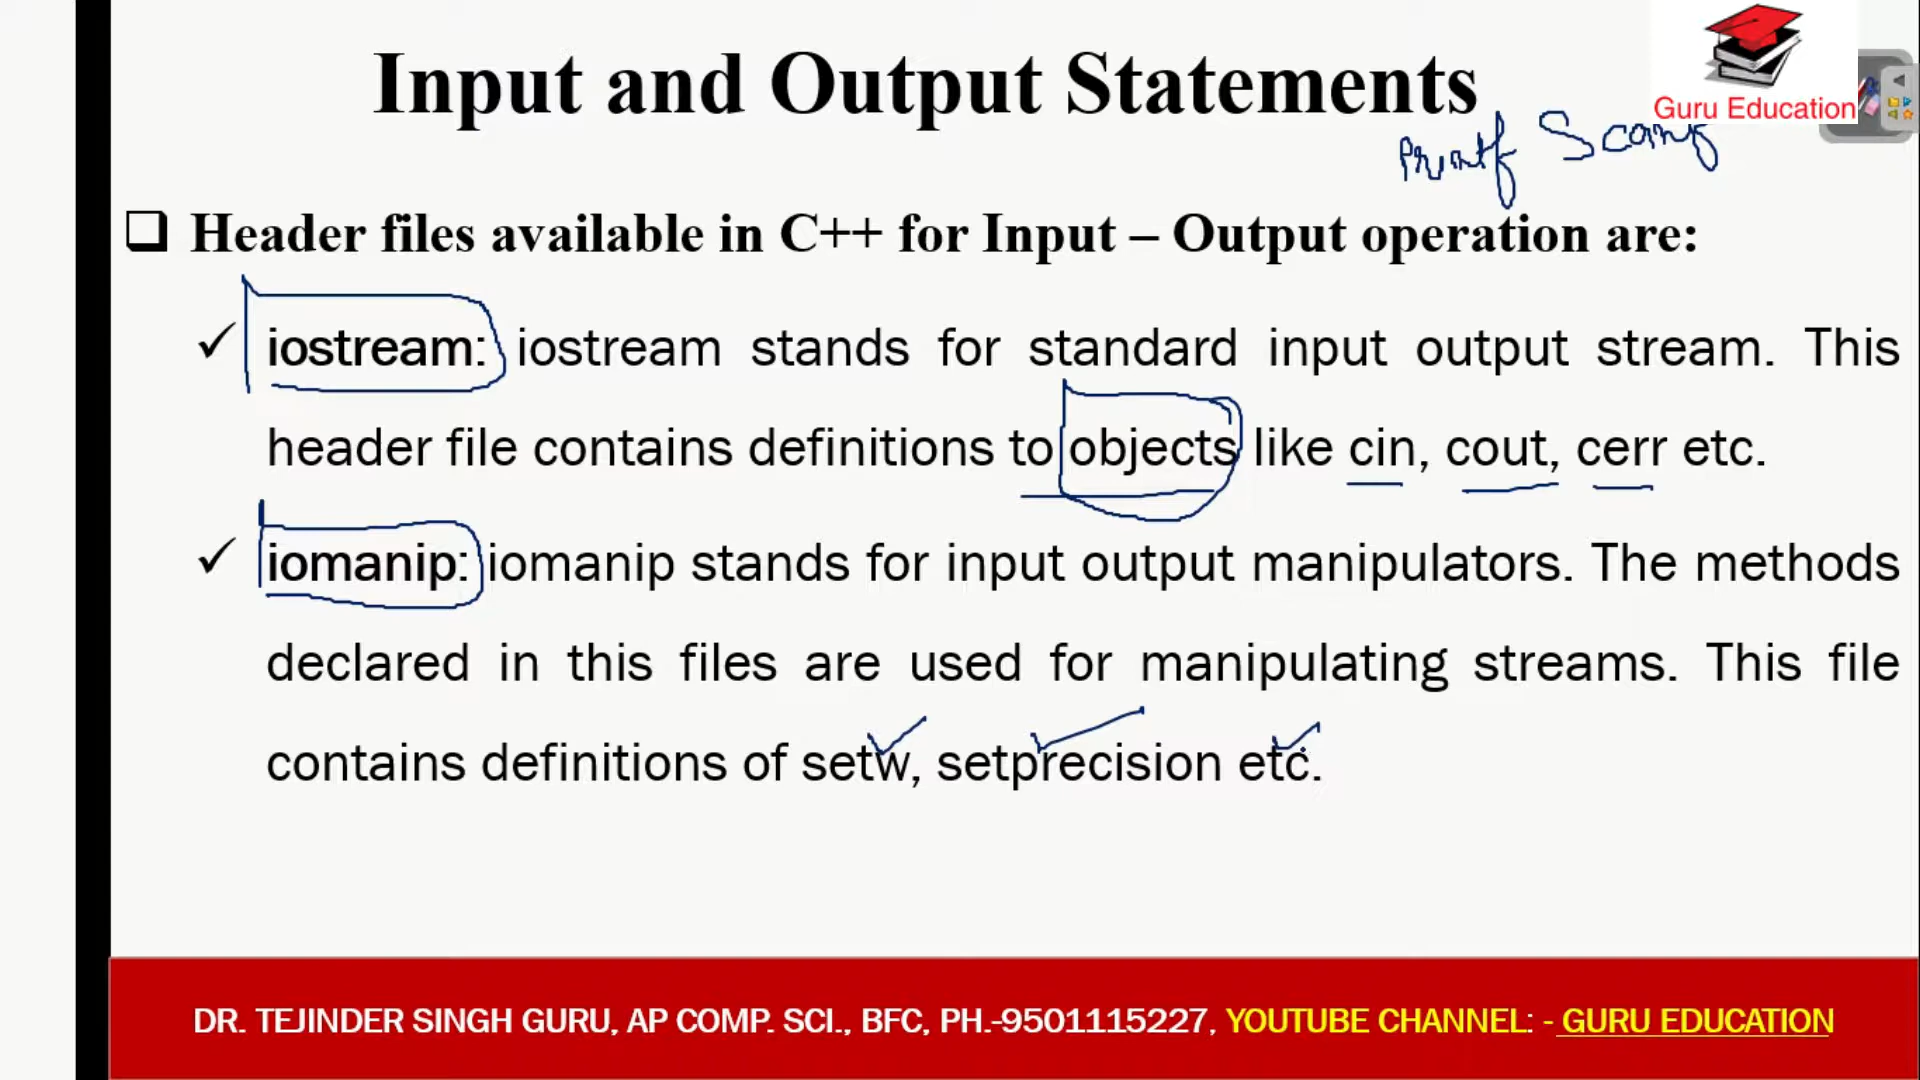 Input and Output Statements
Guru Education
Printf Scanf
❑ Header files available in C++ for Input – Output operation are:
✓ iostream: iostream stands for standard input output stream. This
header file contains definitions to objects like cin, cout, cerr etc.
✓ iomanip: iomanip stands for input output manipulators. The methods
declared in this files are used for manipulating streams. This file
contains definitions of setw, setprecision etc.
DR. TEJINDER SINGH GURU, AP COMP. SCI., BFC, PH.-9501115227, YOUTUBE CHANNEL: - GURU EDUCATION